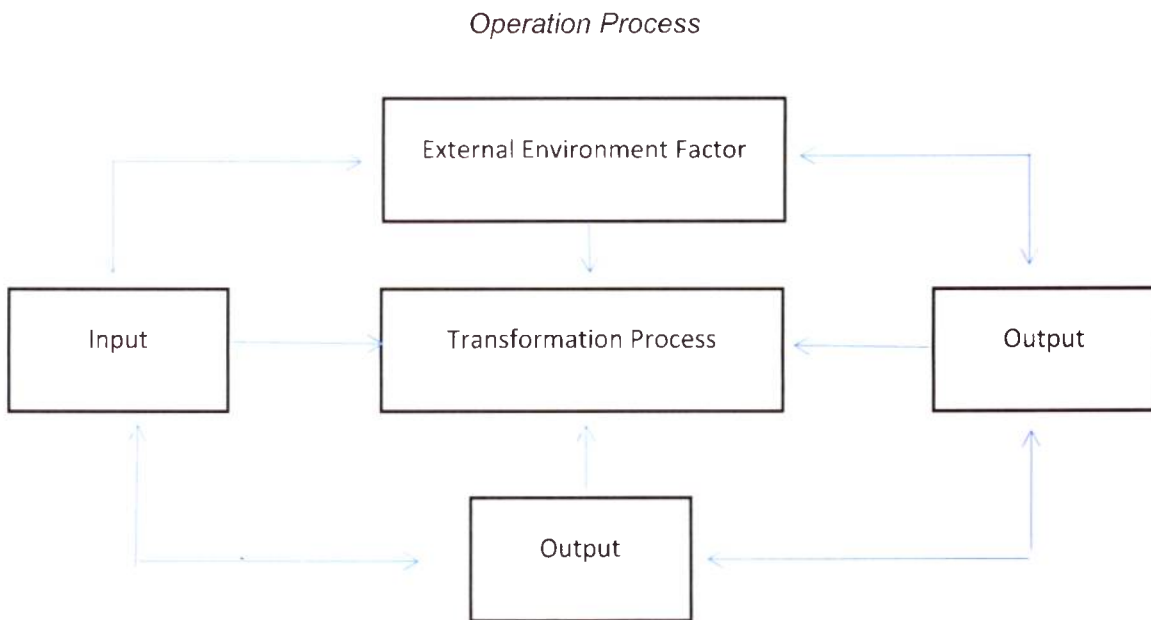 Operation Process
External Environment Factor
Input
Transformation Process
Output
Output